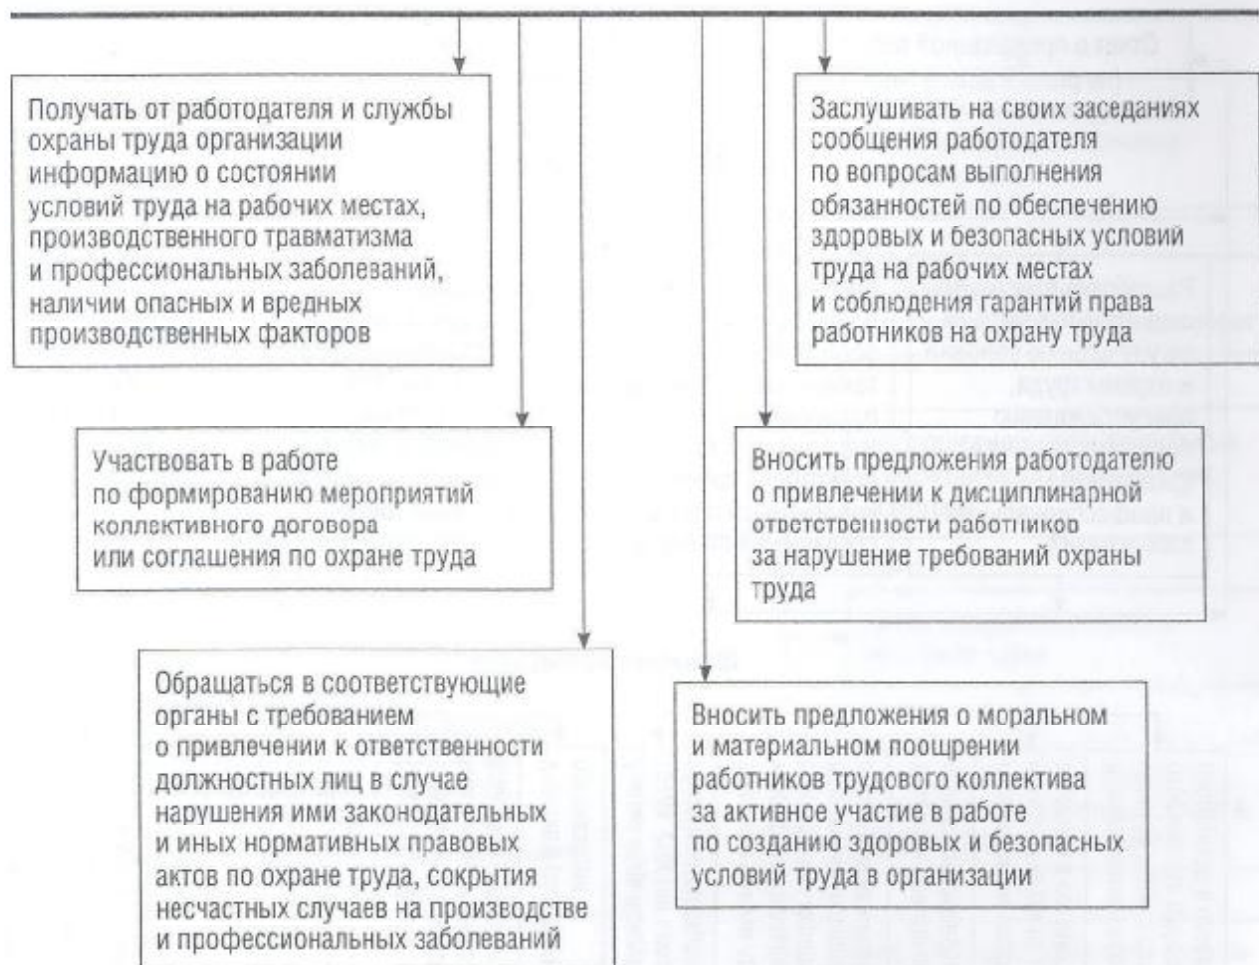 Получать от работодателя и службы
охраны труда организации
информацию о состоянии
условий труда на рабочих местах,
производственного травматизма
и профессиональных заболеваний,
наличии опасных и вредных
производственных факторов
Заслушивать на своих заседаниях
сообщения работодателя
по вопросам выполнения
обязанностей по обеспечению
здоровых и безопасных условий
труда на рабочих местах
и соблюдения гарантий права
работников на охрану труда
Участвовать в работе
по формированию мероприятий
коллективного договора
или соглашения по охране труда
Вносить предложения работодателю
о привлечении к дисциплинарной
ответственности работников
за нарушение требований охраны
труда
Обращаться в соответствующие
органы с требованием
о привлечении к ответственности
должностных лиц в случае
нарушения ими законодательных
и иных нормативных правовых
актов по охране труда, сокрытия
несчастных случаев на производстве
и профессиональных заболеваний
Вносить предложения о моральном
и материальном поощрении
работников трудового коллектива
за активное участие в работе
по созданию здоровых и безопасных
условий труда в организации